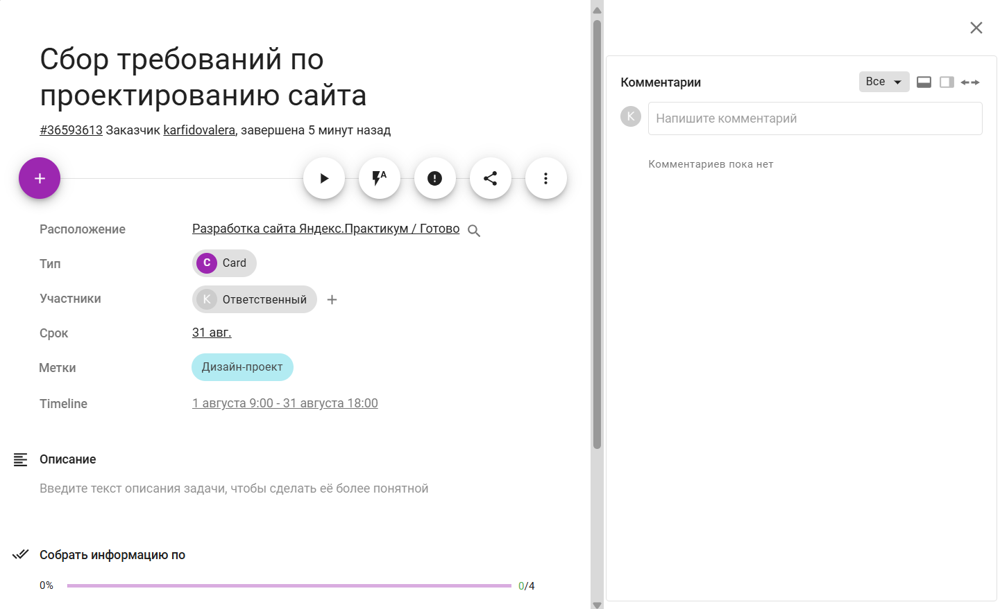 Сбор требований по
проектированию сайта
#36593613 Заказчик karfidovalera, завершена 5 минут назад
A
Расположение Разработка сайта Яндекс.Практикум / Готово
Тип C Card
Участники K Ответственный
Срок 31 авг.
Метки Дизайн-проект
Timeline 1 августа 9:00 - 31 августа 18:00
Описание
Введите текст описания задачи, чтобы сделать её более понятной
Собрать информацию по
0% 0/4
Комментарии Все
K Напишите комментарий
Комментариев пока нет